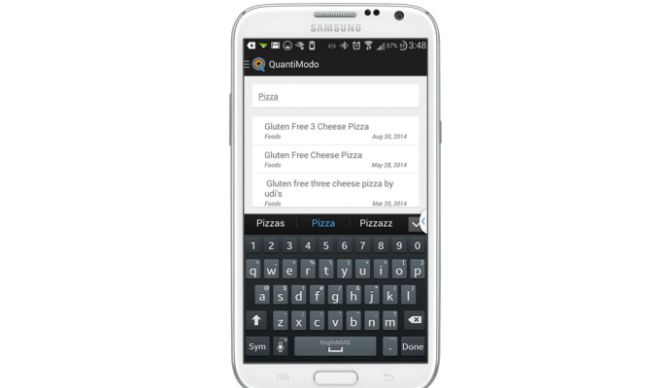 SAMSUNG
87% 3:48
QuantiModo
Pizza
Gluten Free 3 Cheese Pizza
Foods Aug 30, 2014
Gluten Free Cheese Pizza
Foods May 28, 2014
Gluten free three cheese pizza by
udi's
Foods Mar 20, 2014
Pizzas Pizza Pizzazz
1 2 3 4 5 6 7 8 9 0
q w e r t y u i o p
a s d f g h j k l
z x c v b n m
Sym English(US) . Done